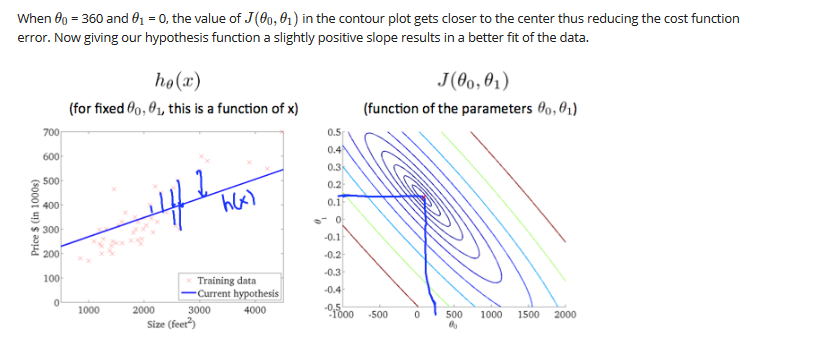 When θ₀ = 360 and θ₁ = 0, the value of J(θ₀, θ₁) in the contour plot gets closer to the center thus reducing the cost function
error. Now giving our hypothesis function a slightly positive slope results in a better fit of the data.
hθ(x)
(for fixed θ₀, θ₁, this is a function of x)
700
600
500
400
300
200
100
0
Price $ (in 1000s)
h(x)
Training data
Current hypothesis
1000 2000 3000 4000
Size (feet²)
J(θ₀, θ₁)
(function of the parameters θ₀, θ₁)
0.5
0.4
0.3
0.2
0.1
0
-0.1
-0.2
-0.3
-0.4
-0.5
θ₁
-1000 -500 0 500 1000 1500 2000
θ₀